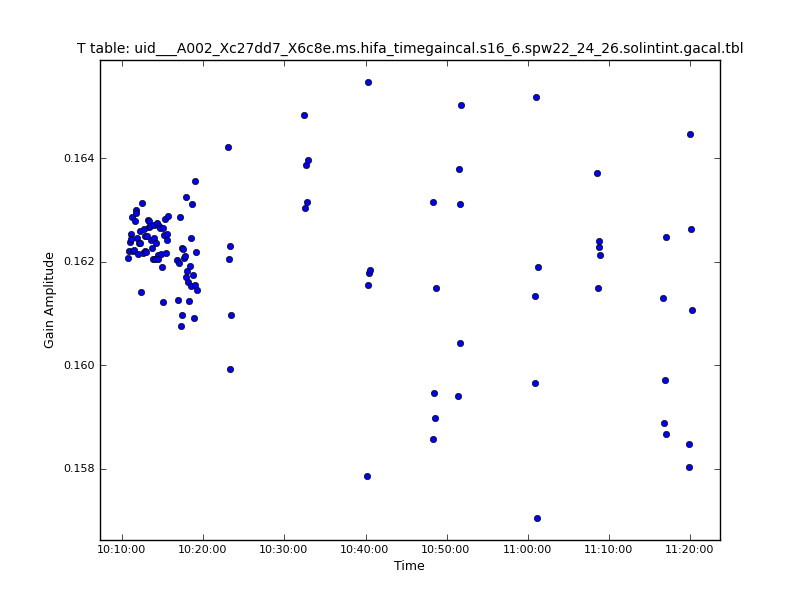 T table: uid___A002_Xc27dd7_X6c8e.ms.hifa_timegaincal.s16_6.spw22_24_26.solintint.gacal.tbl
0.164
0.162
0.160
0.158
Gain Amplitude
10:10:00 10:20:00 10:30:00 10:40:00 10:50:00 11:00:00 11:10:00 11:20:00
Time